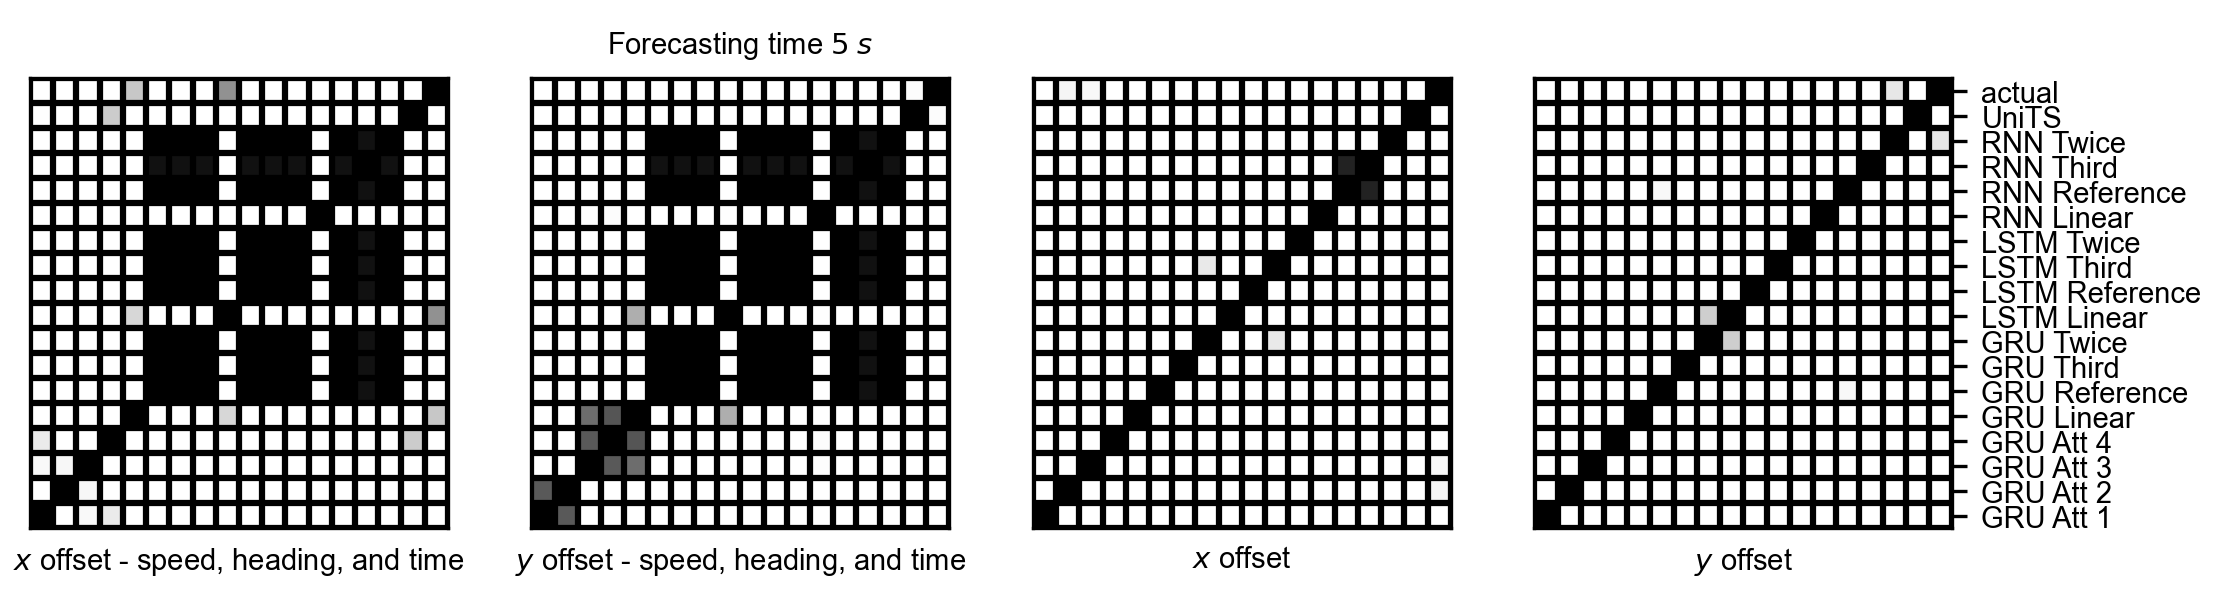 Forecasting time 5 s
actual
UniTS
RNN Twice
RNN Third
RNN Reference
RNN Linear
LSTM Twice
LSTM Third
LSTM Reference
LSTM Linear
GRU Twice
GRU Third
GRU Reference
GRU Linear
GRU Att 4
GRU Att 3
GRU Att 2
GRU Att 1
x offset - speed, heading, and time
y offset - speed, heading, and time
x offset
y offset